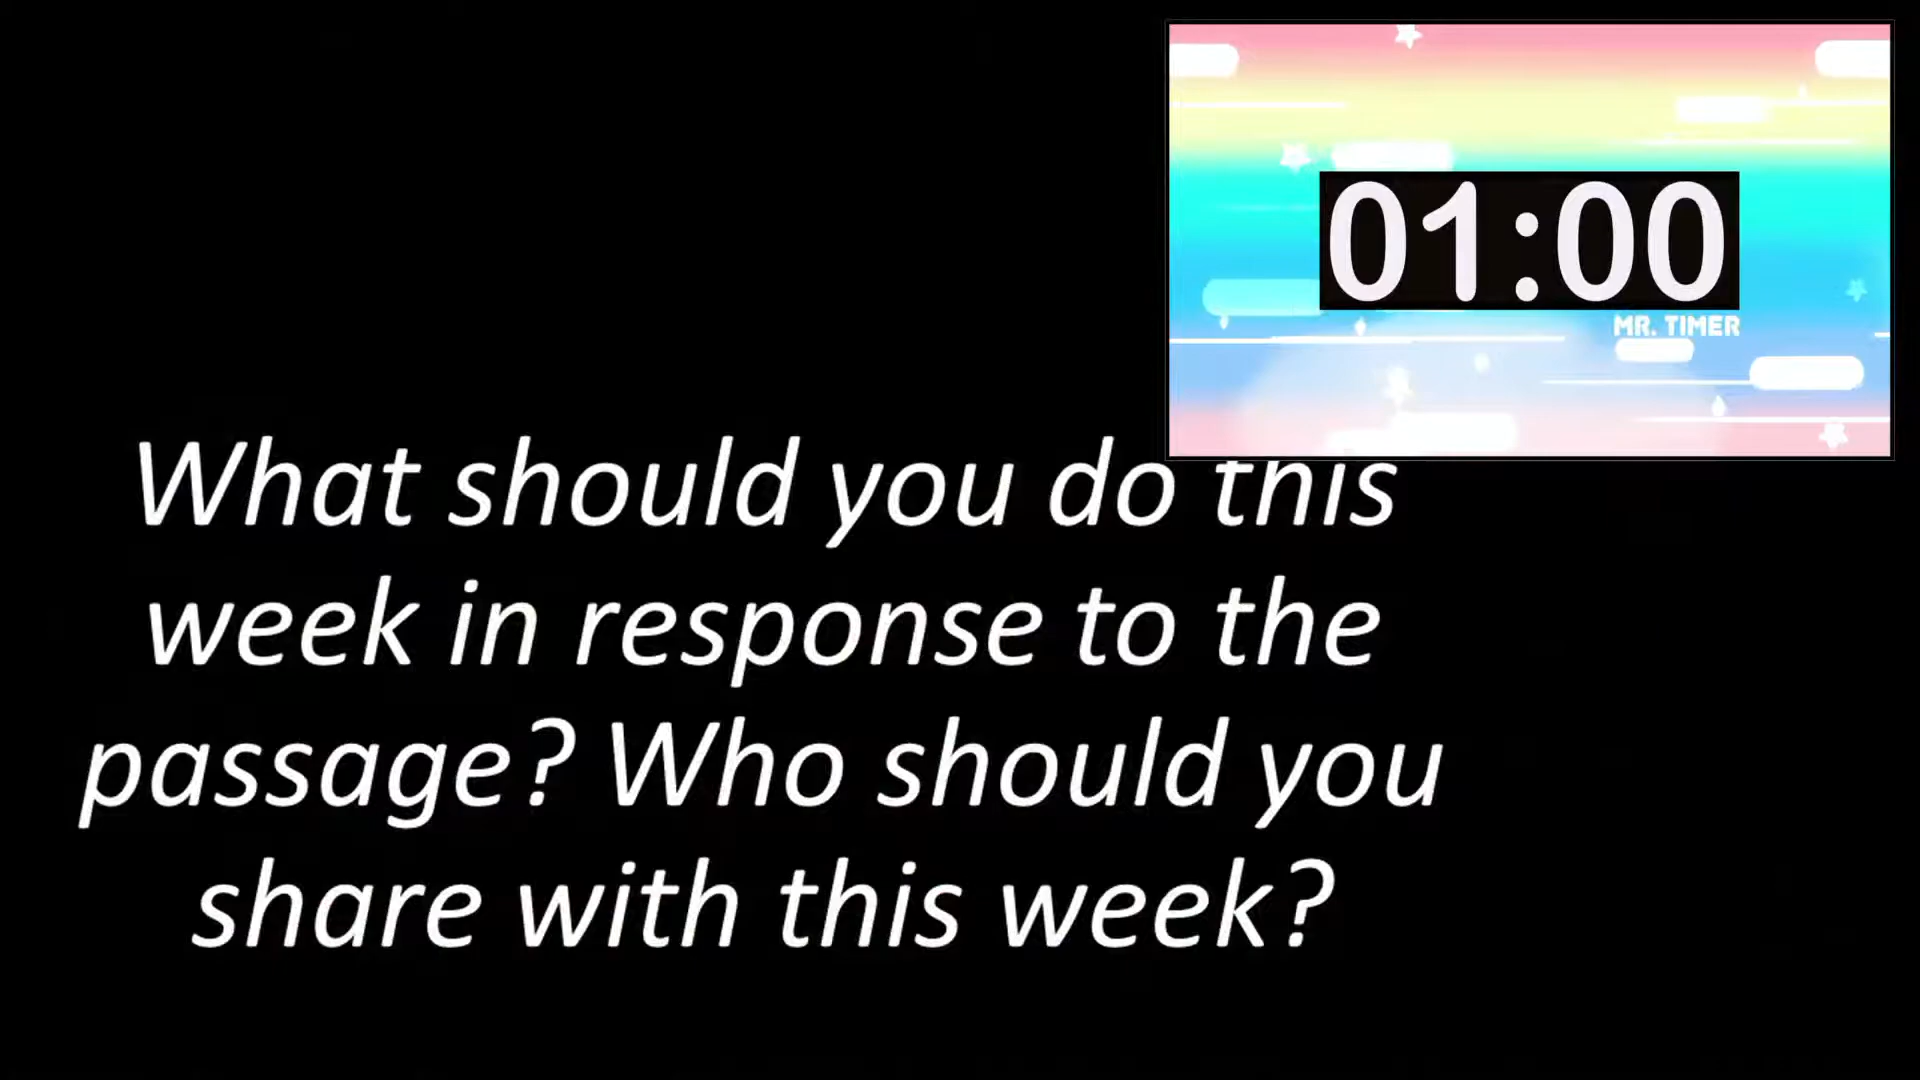 01:00
MR. TIMER
What should you do this
week in response to the
passage? Who should you
share with this week?